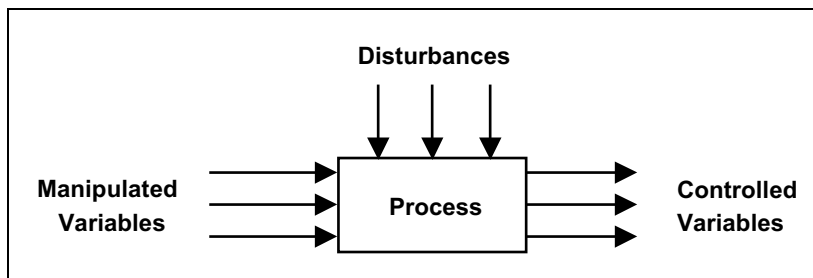 Disturbances
Manipulated
Variables
Process
Controlled
Variables